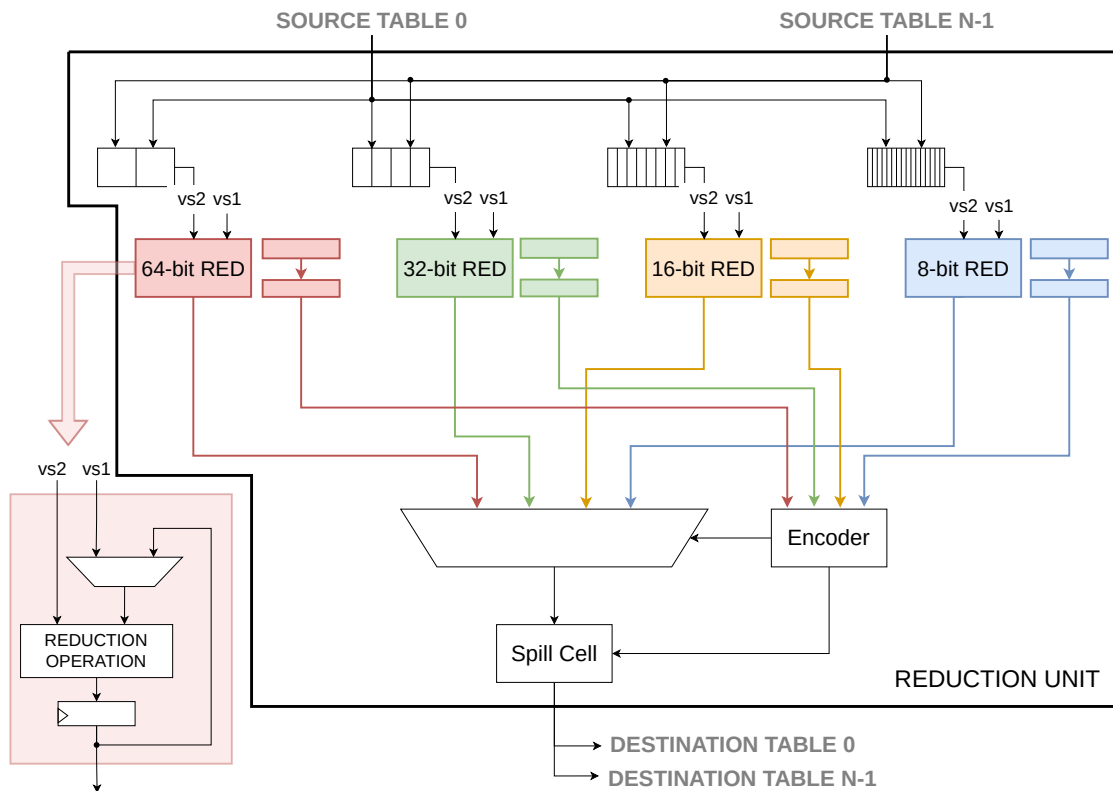 SOURCE TABLE 0
SOURCE TABLE N-1
vs2 vs1
vs2 vs1
vs2 vs1
vs2 vs1
64-bit RED
32-bit RED
16-bit RED
8-bit RED
vs2 vs1
Encoder
REDUCTION
OPERATION
Spill Cell
REDUCTION UNIT
DESTINATION TABLE 0
DESTINATION TABLE N-1